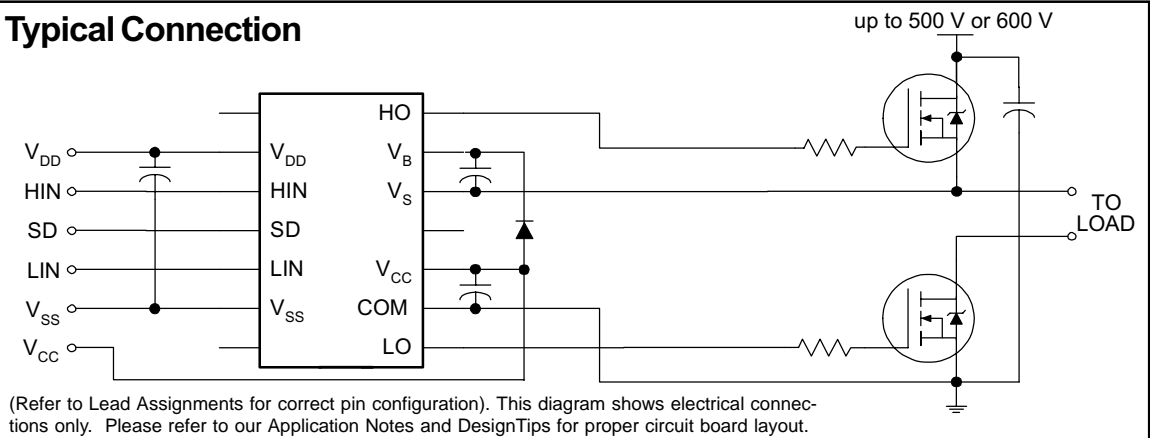 Typical Connection
up to 500 V or 600 V
HO
V_DD
V_DD
V_B
HIN
HIN
V_S
TO
LOAD
SD
SD
LIN
LIN
V_CC
V_SS
V_SS
COM
V_CC
LO
(Refer to Lead Assignments for correct pin configuration). This diagram shows electrical connec-
tions only. Please refer to our Application Notes and DesignTips for proper circuit board layout.